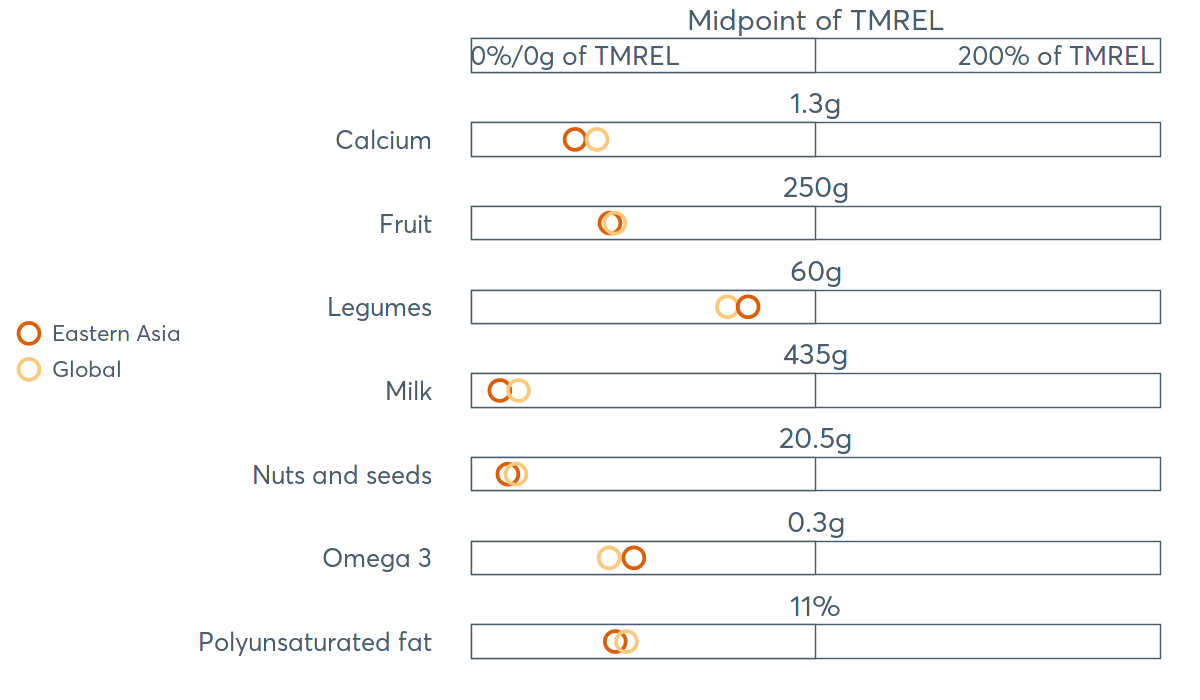 Midpoint of TMREL
0%/0g of TMREL 200% of TMREL
1.3g
Calcium
250g
Fruit
60g
Legumes
Eastern Asia
435g
Global
Milk
20.5g
Nuts and seeds
0.3g
Omega 3
11%
Polyunsaturated fat